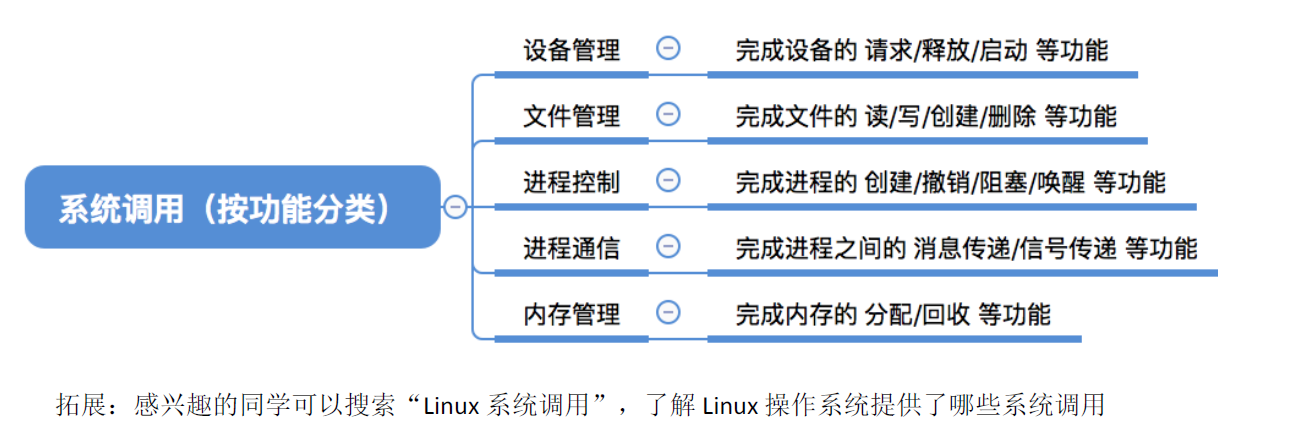 设备管理 完成设备的 请求/释放/启动 等功能
文件管理 完成文件的 读/写/创建/删除 等功能
系统调用（按功能分类）
进程控制 完成进程的 创建/撤销/阻塞/唤醒 等功能
进程通信 完成进程之间的 消息传递/信号传递 等功能
内存管理 完成内存的 分配/回收 等功能
拓展：感兴趣的同学可以搜索“Linux 系统调用”，了解 Linux 操作系统提供了哪些系统调用